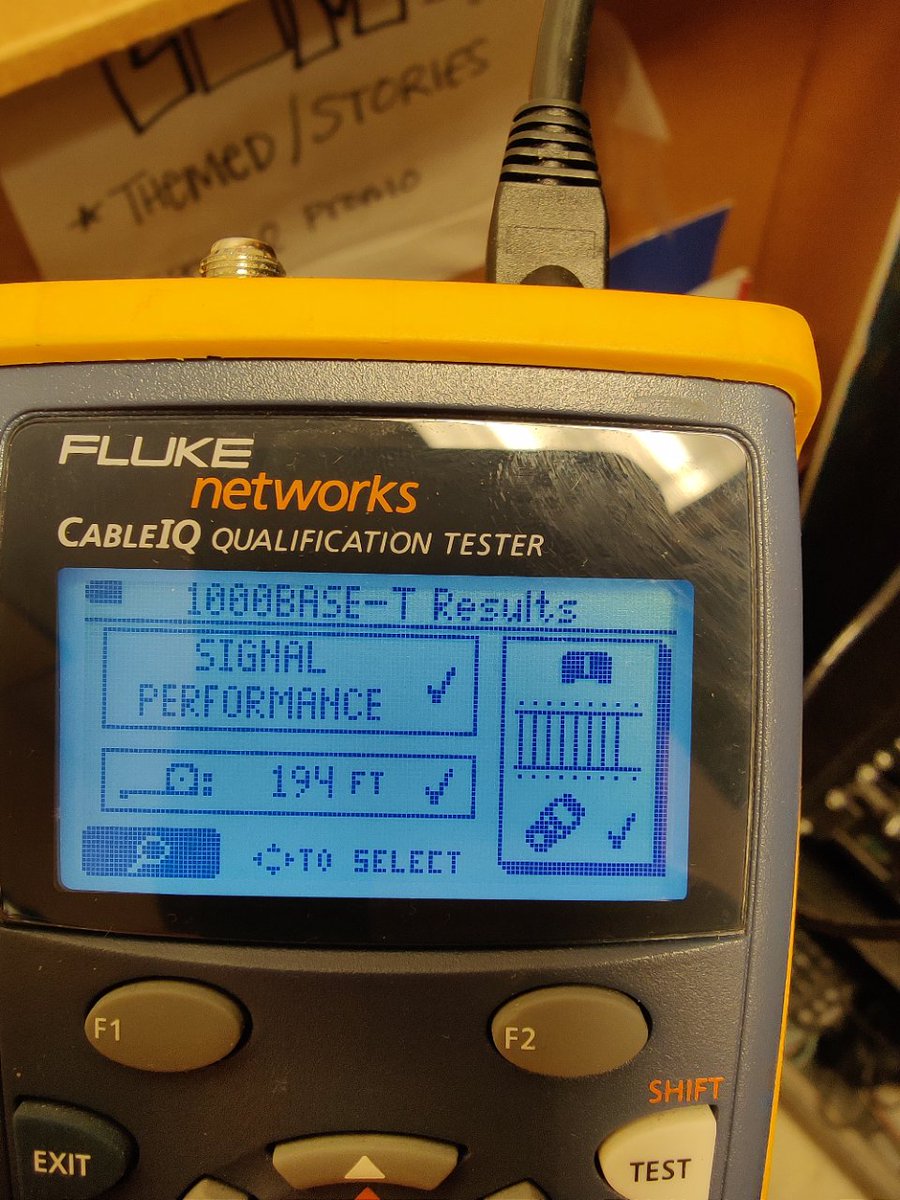 * THEMED/STORIES
PROMO
FLUKE
networks
CABLEIQ QUALIFICATION TESTER
1000BASE-T Results
SIGNAL
PERFORMANCE
194 FT
TO SELECT
F1
F2
SHIFT
EXIT
TEST